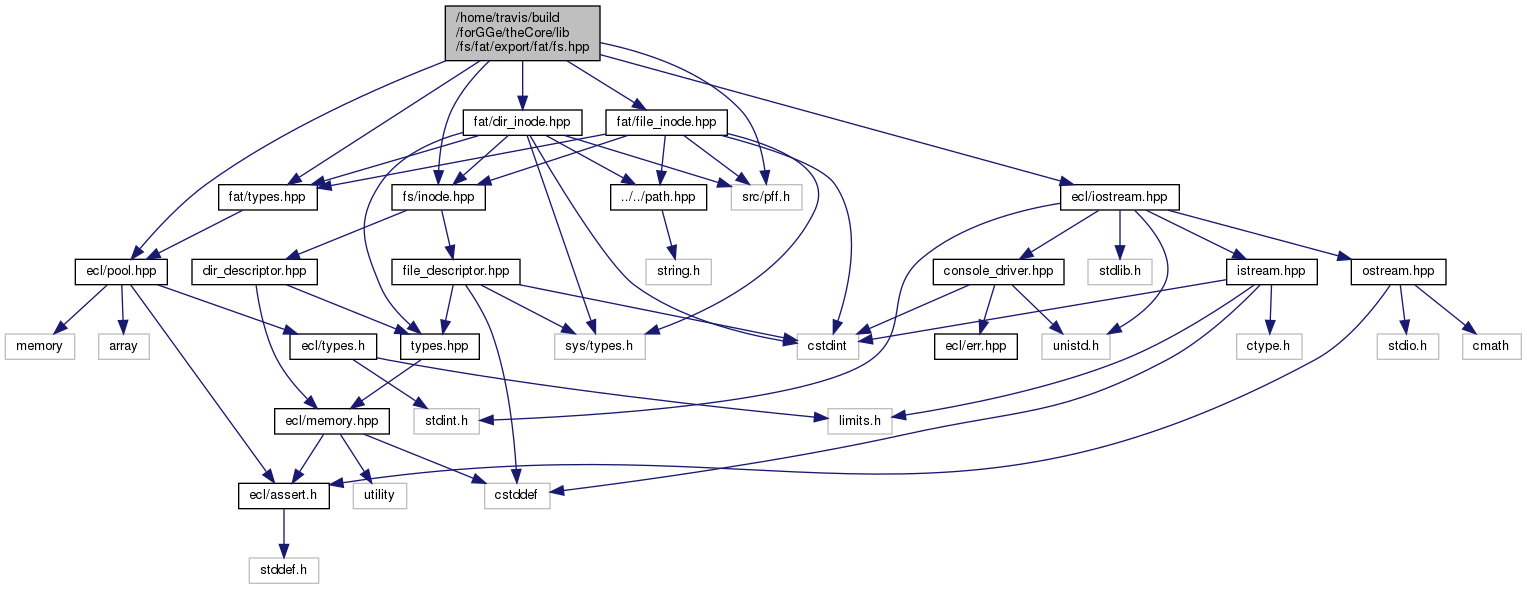 /home/travis/build
/forGGe/theCore/lib
/fs/fat/export/fat/fs.hpp
fat/dir_inode.hpp
fat/file_inode.hpp
fat/types.hpp
fs/inode.hpp
../../path.hpp
src/pff.h
ecl/iostream.hpp
ecl/pool.hpp
dir_descriptor.hpp
file_descriptor.hpp
string.h
console_driver.hpp
stdlib.h
istream.hpp
ostream.hpp
memory
array
ecl/types.h
types.hpp
sys/types.h
cstdint
ecl/err.hpp
unistd.h
ctype.h
stdio.h
cmath
ecl/memory.hpp
stdint.h
limits.h
ecl/assert.h
utility
cstddef
stddef.h